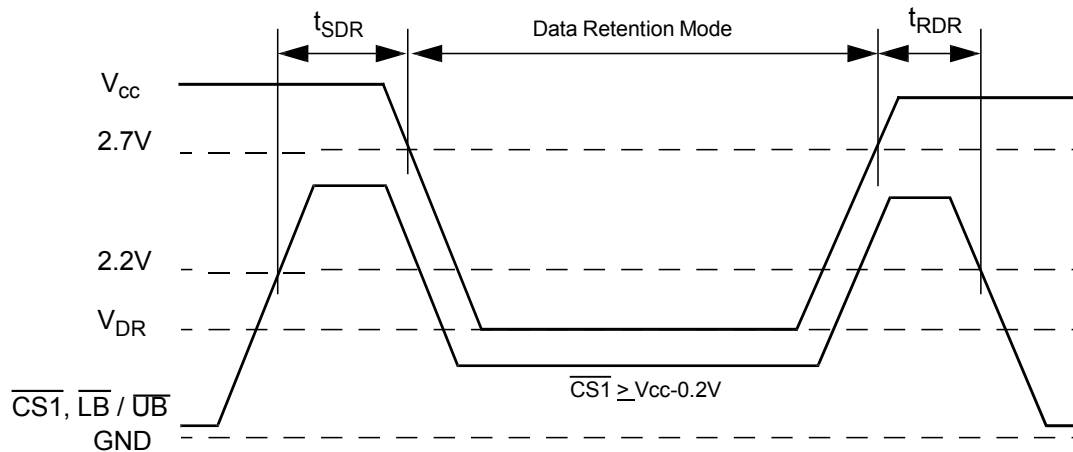 tSDR
Data Retention Mode
tRDR
Vcc
2.7V
2.2V
VDR
CS1, LB / UB
GND
CS1 ≥ Vcc-0.2V